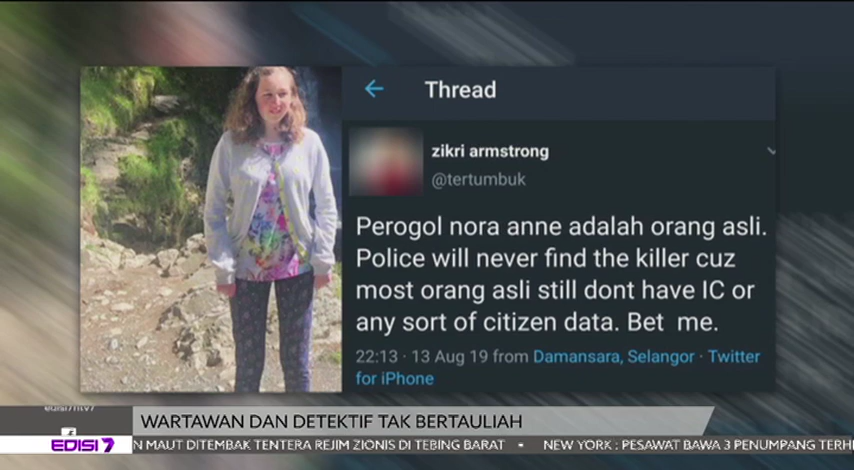 Thread
zikri armstrong
@tertumbuk
Perogol nora anne adalah orang asli.
Police will never find the killer cuz
most orang asli still dont have IC or
any sort of citizen data. Bet me.
22:13 · 13 Aug 19 from Damansara, Selangor · Twitter
for iPhone
WARTAWAN DAN DETEKTIF TAK BERTAULIAH
EDISI 7
N MAUT DITEMBAK TENTERA REJIM ZIONIS DI TEBING BARAT • NEW YORK : PESAWAT BAWA 3 PENUMPANG TERH